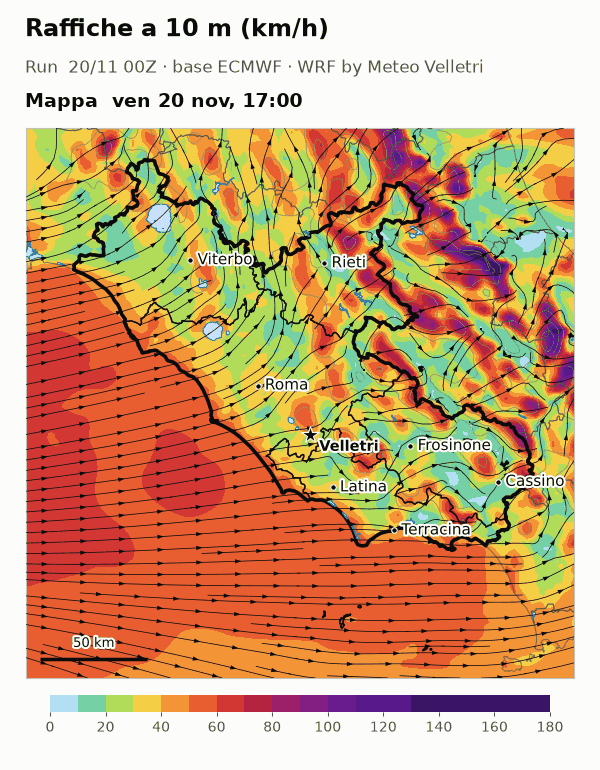 Raffiche a 10 m (km/h)
Run  20/11 00Z · base ECMWF · WRF by Meteo Velletri
Mappa  ven 20 nov, 17:00
Viterbo
Rieti
Roma
Velletri
Frosinone
Cassino
Latina
Terracina
50 km
0 20 40 60 80 100 120 140 160 180